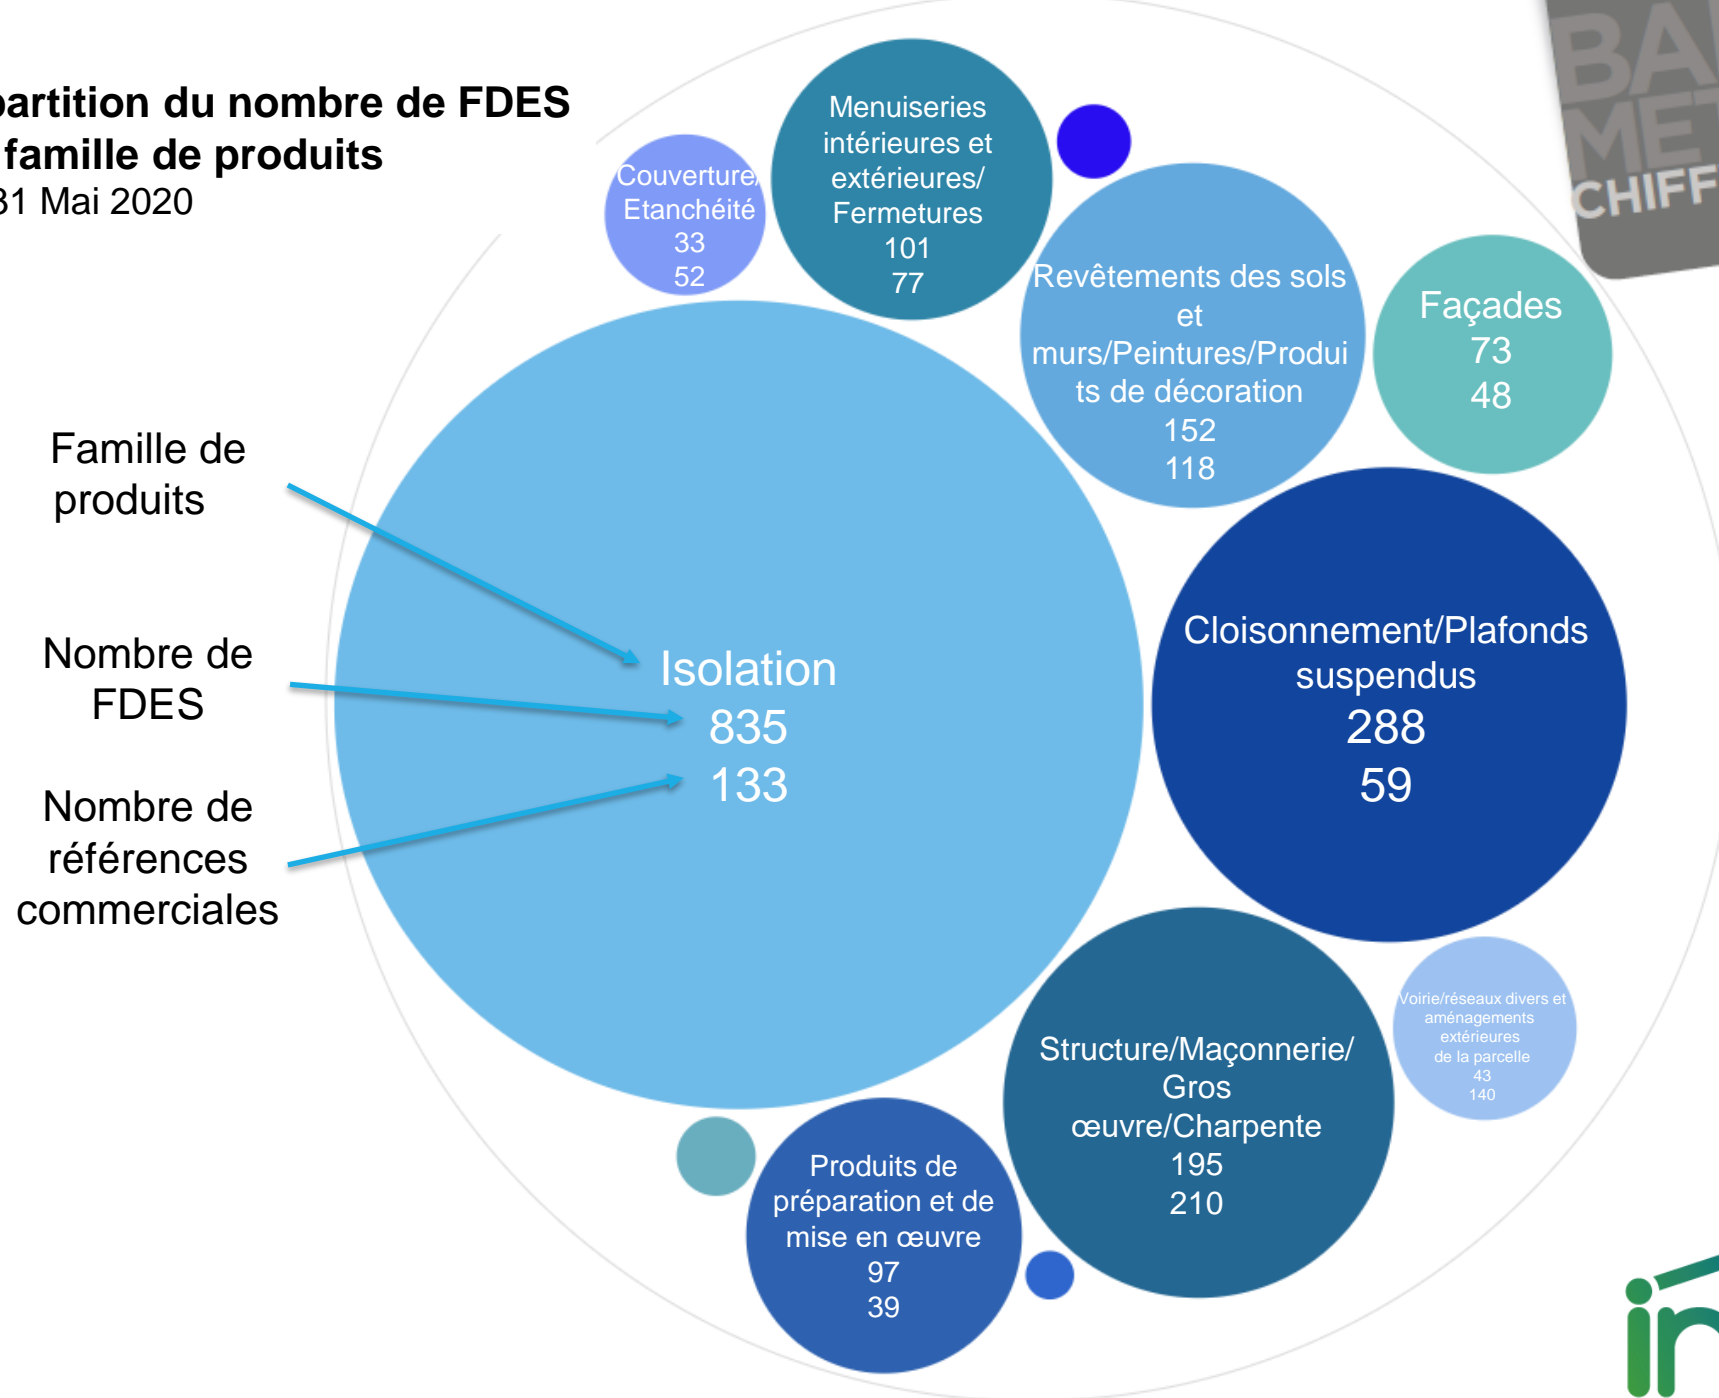 partition du nombre de FDES
famille de produits
31 Mai 2020
BA
MET
CHIFF
Couverture/
Etanchéité
33
52
Menuiseries
intérieures et
extérieures/
Fermetures
101
77
Revêtements des sols
et
murs/Peintures/Produi
ts de décoration
152
118
Façades
73
48
Famille de
produits
Nombre de
FDES
Nombre de
références
commerciales
Isolation
835
133
Cloisonnement/Plafonds
suspendus
288
59
Structure/Maçonnerie/
Gros
œuvre/Charpente
195
210
Voirie/réseaux divers et
aménagements
extérieures
de la parcelle
43
140
Produits de
préparation et de
mise en œuvre
97
39
in